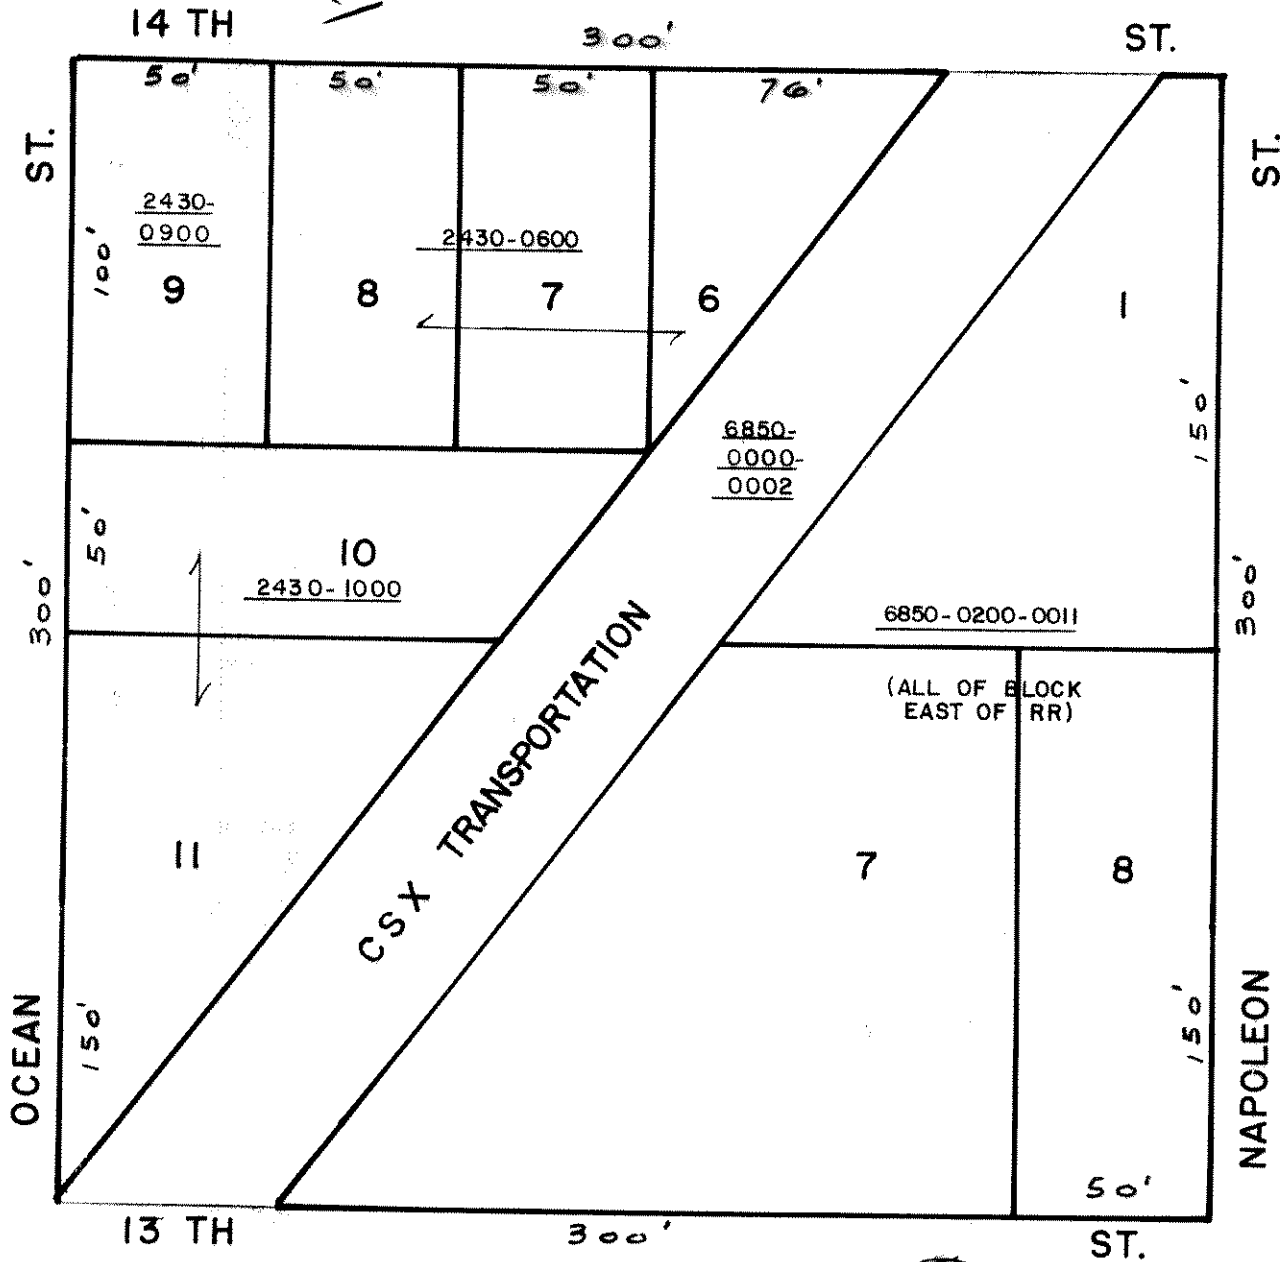 14 TH
300'
ST.
50'
50'
50'
76'
ST.
ST.
2430-
0900
2430-0600
100'
9
8
7
6
1
150'
6850-
0000-
0002
50'
10
2430-1000
300'
300'
6850-0200-0011
(ALL OF BLOCK
EAST OF RR)
CSX TRANSPORTATION
11
7
8
OCEAN
150'
150'
NAPOLEON
50'
13 TH
300'
ST.